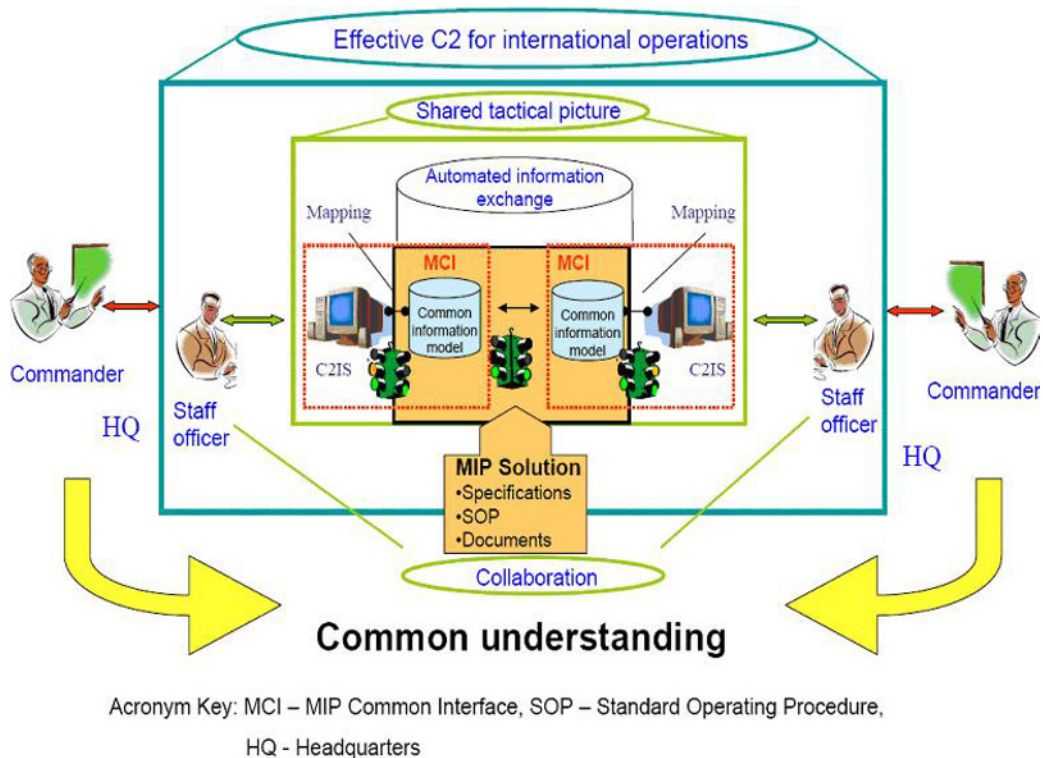 Effective C2 for international operations
Shared tactical picture
Automated information
exchange
Mapping
Mapping
MCI
MCI
Common
information
model
Common
information
model
C2IS
C2IS
Commander
Commander
Staff
officer
Staff
officer
HQ
HQ
MIP Solution
•Specifications
•SOP
•Documents
Collaboration
Common understanding
Acronym Key: MCI – MIP Common Interface, SOP – Standard Operating Procedure,
HQ - Headquarters